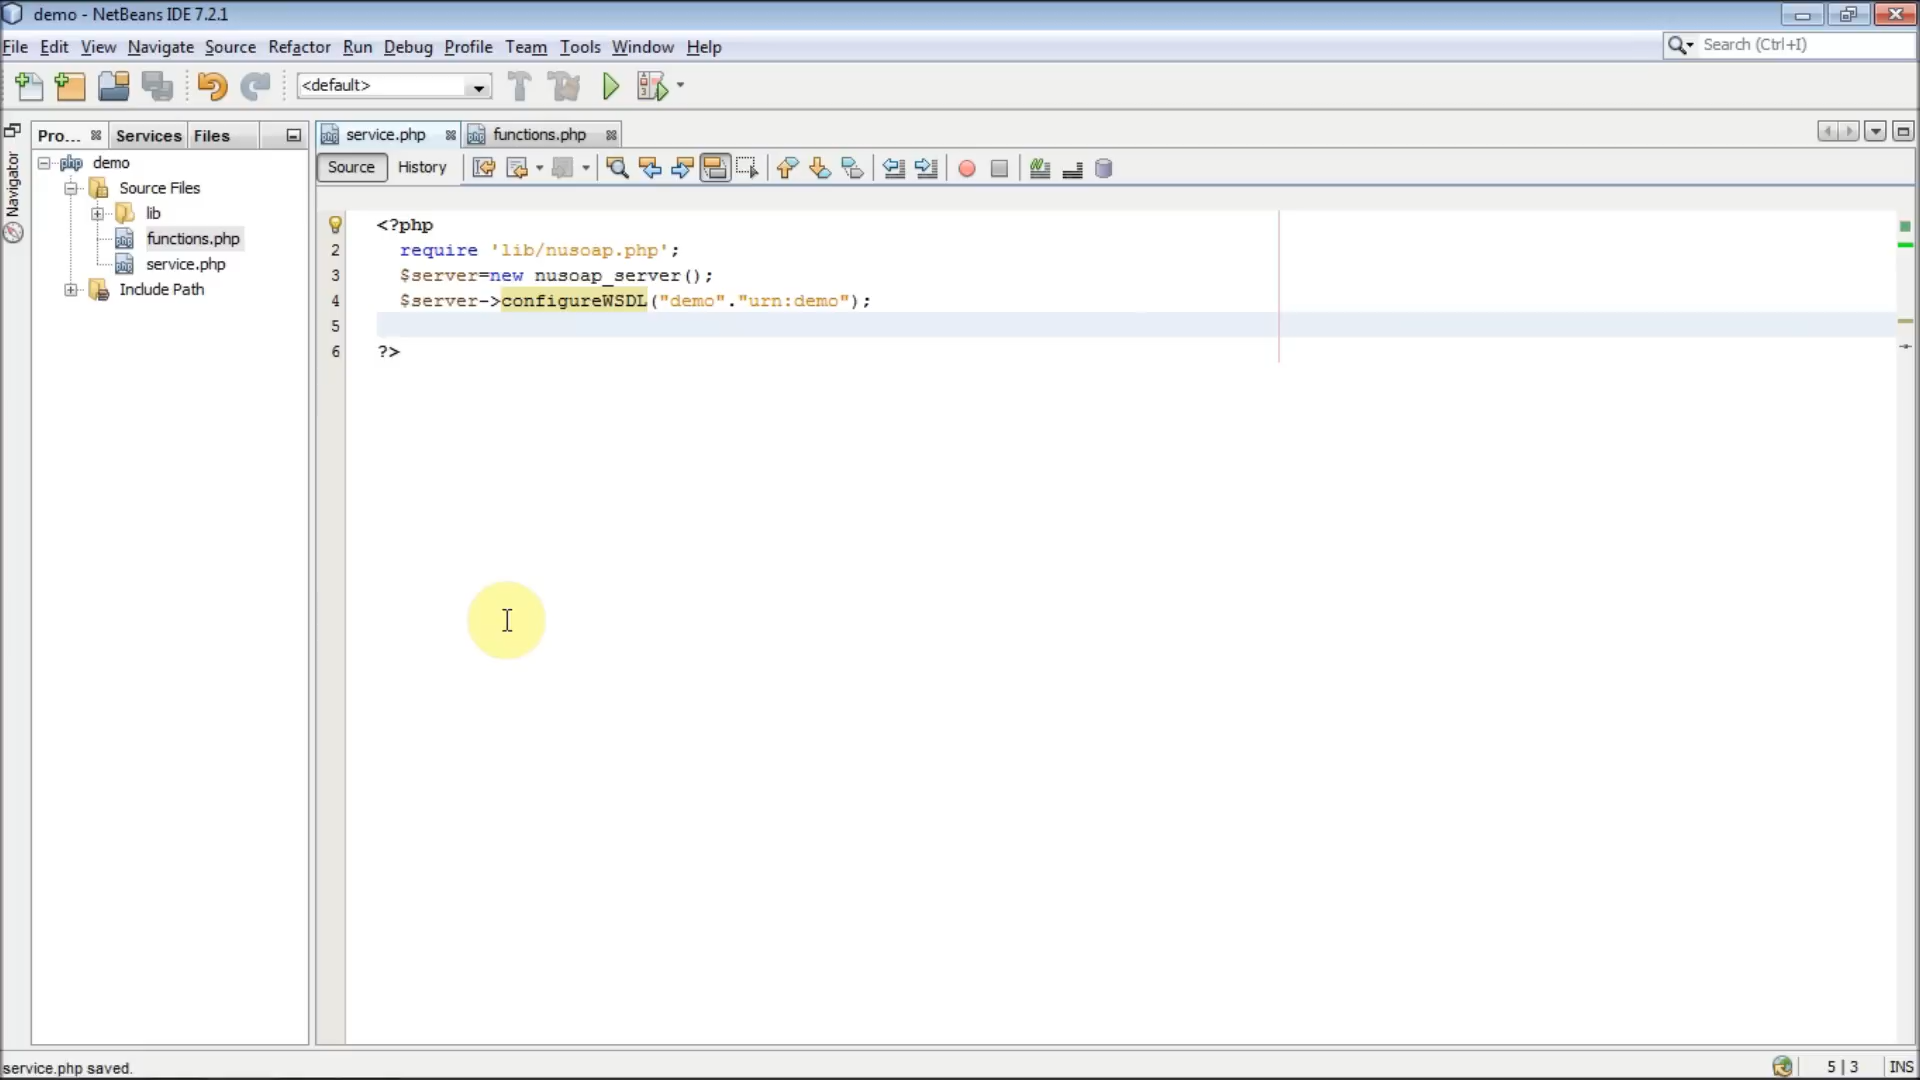 demo - NetBeans IDE 7.2.1
File Edit View Navigate Source Refactor Run Debug Profile Team Tools Window Help
Search (Ctrl+I)
<default>
Pro... Services Files
service.php functions.php
Navigator
Source History
demo
Source Files
lib
functions.php
service.php
Include Path
<?php
2 require 'lib/nusoap.php';
3 $server=new nusoap_server();
4 $server->configureWSDL("demo"."urn:demo");
5
6 ?>
service.php saved.
5 | 3 INS